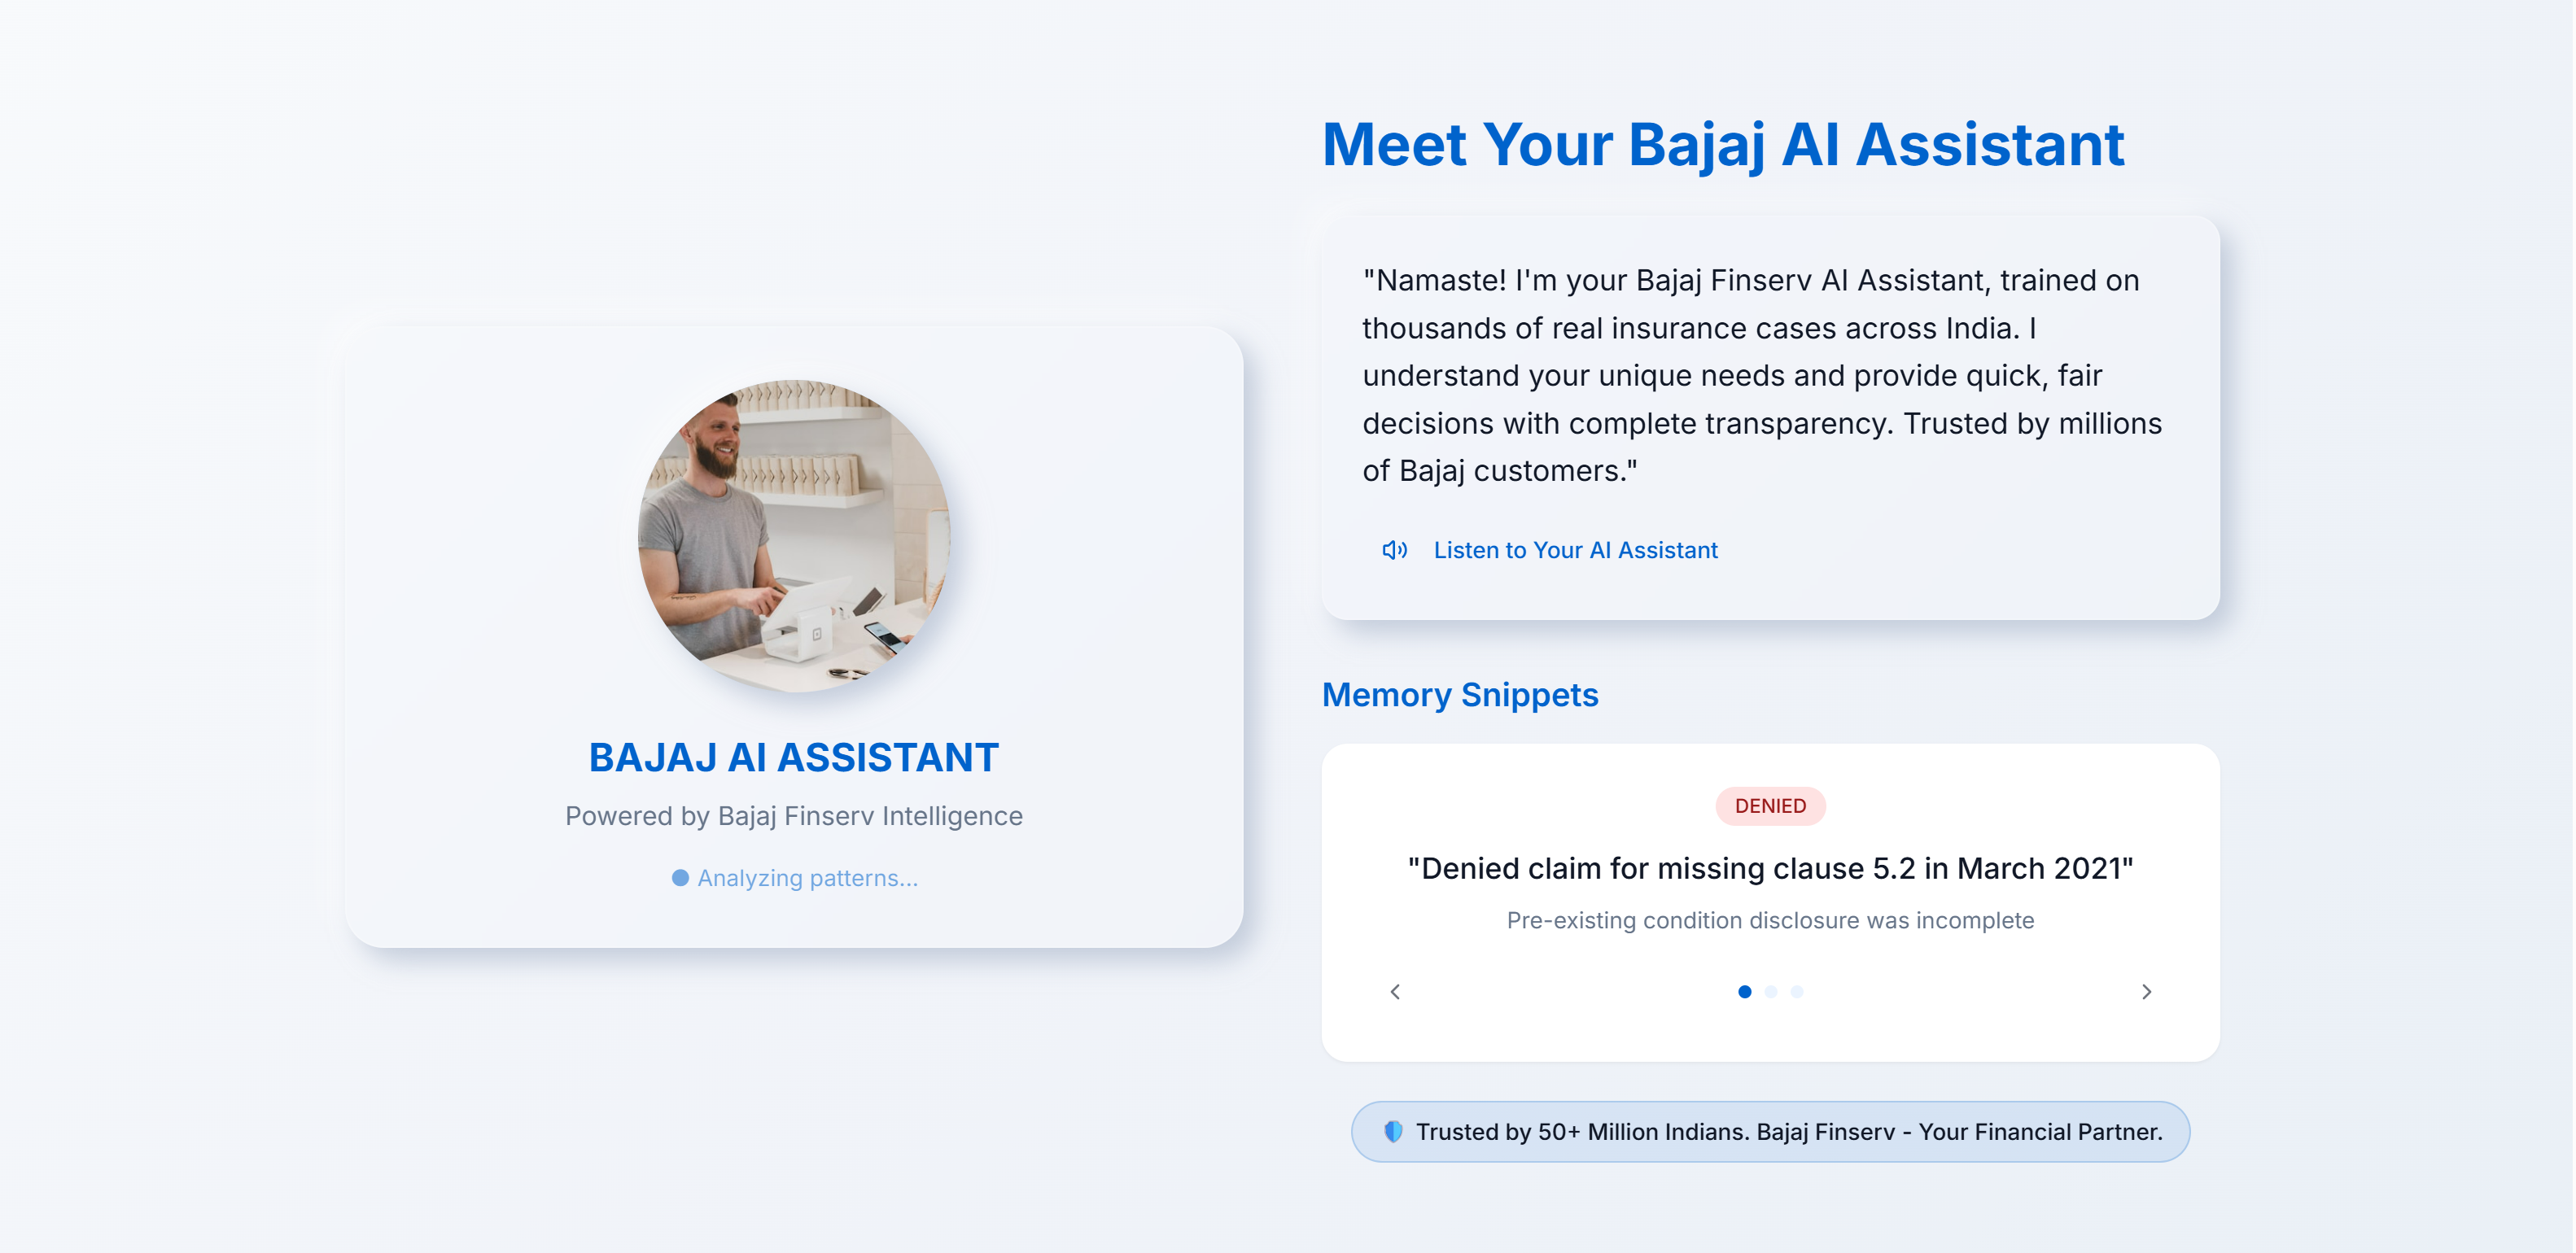 BAJAJ AI ASSISTANT
Powered by Bajaj Finserv Intelligence
Analyzing patterns...
Meet Your Bajaj AI Assistant
"Namaste! I'm your Bajaj Finserv AI Assistant, trained on
thousands of real insurance cases across India. I
understand your unique needs and provide quick, fair
decisions with complete transparency. Trusted by millions
of Bajaj customers."
Listen to Your AI Assistant
Memory Snippets
DENIED
"Denied claim for missing clause 5.2 in March 2021"
Pre-existing condition disclosure was incomplete
Trusted by 50+ Million Indians. Bajaj Finserv - Your Financial Partner.